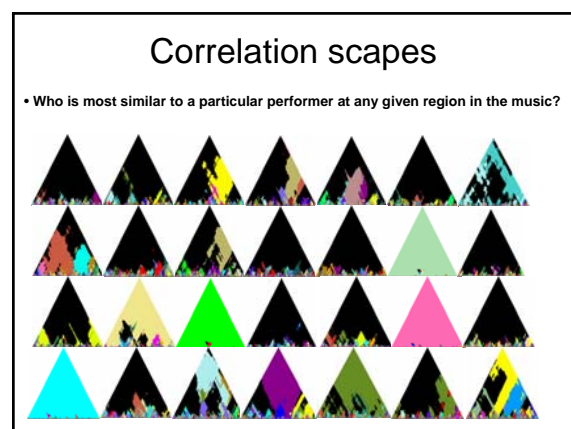 Correlation scapes
• Who is most similar to a particular performer at any given region in the music?